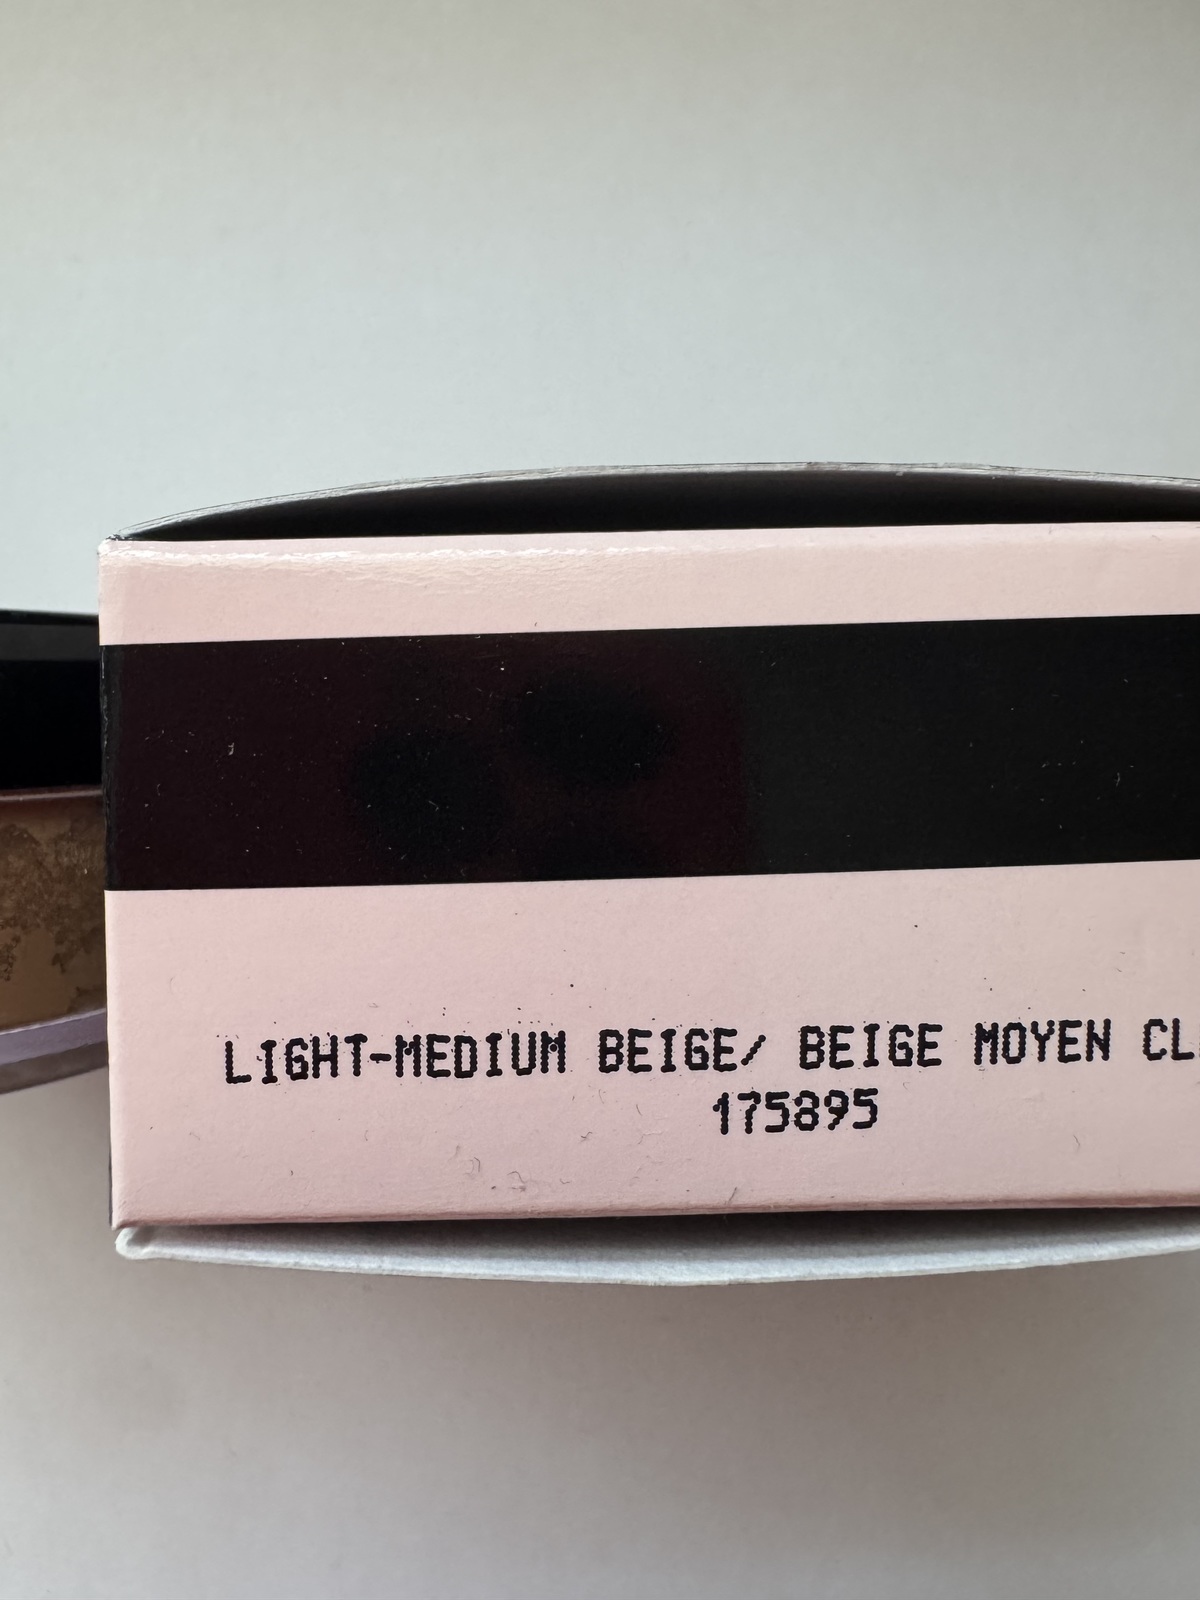 LIGHT-MEDIUM BEIGE/ BEIGE MOYEN CL
175895